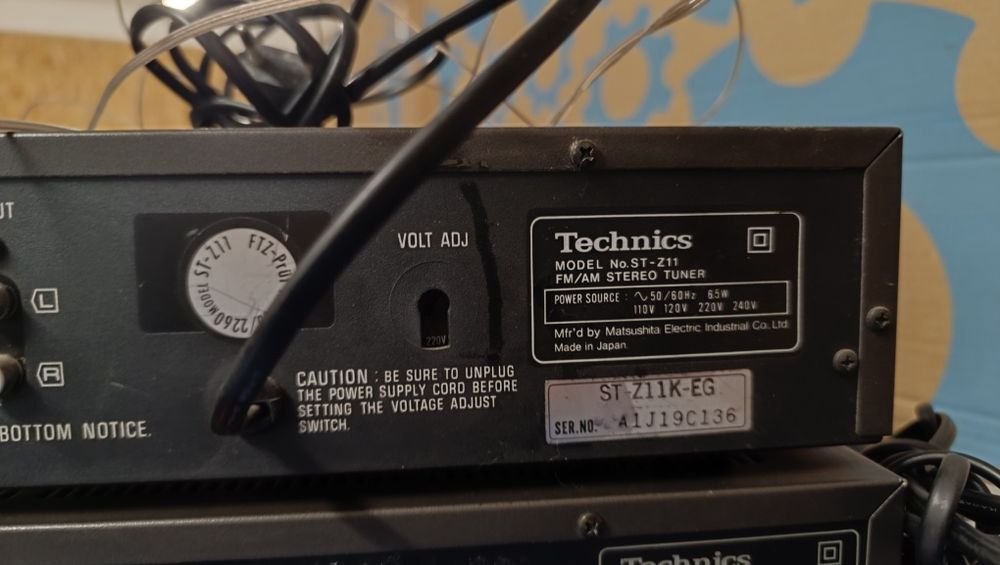 UT
L
R
BOTTOM NOTICE.
MODEL ST-Z11 FTZ-Prüf
2260
VOLT ADJ
220V
CAUTION : BE SURE TO UNPLUG
THE POWER SUPPLY CORD BEFORE
SETTING THE VOLTAGE ADJUST
SWITCH.
Technics
MODEL No. ST-Z11
FM/AM STEREO TUNER
POWER SOURCE : ∿ 50/60Hz 6.5W
110V 120V 220V 240V
Mfr'd by Matsushita Electric Industrial Co., Ltd.
Made in Japan
ST-Z11K-EG
SER.NO. A1J19C136
Technics